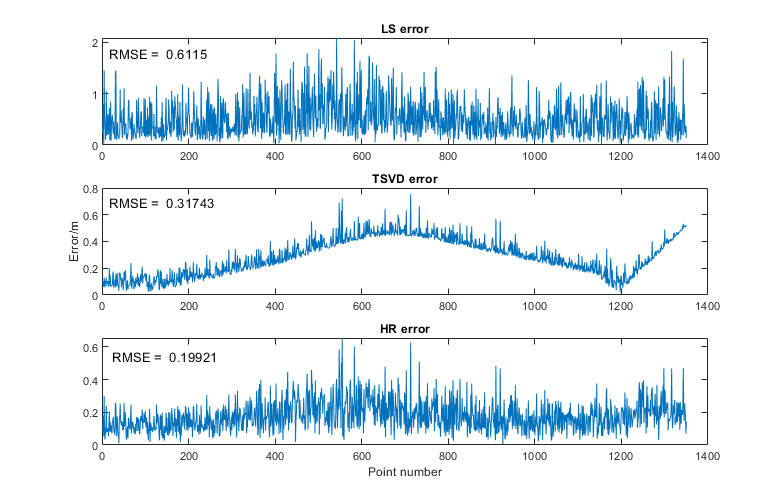 LS error
RMSE = 0.6115
2
1
0
0 200 400 600 800 1000 1200 1400
TSVD error
RMSE = 0.31743
Error/m
0.8
0.6
0.4
0.2
0
0 200 400 600 800 1000 1200 1400
HR error
RMSE = 0.19921
0.6
0.4
0.2
0
0 200 400 600 800 1000 1200 1400
Point number